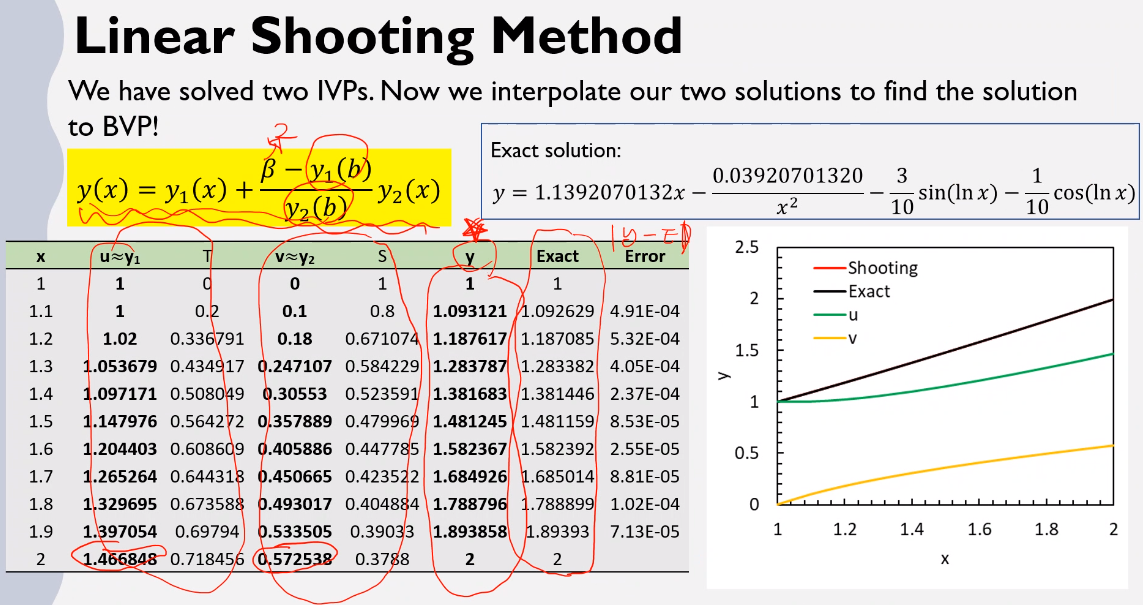 Linear Shooting Method
We have solved two IVPs. Now we interpolate our two solutions to find the solution
to BVP!
2
y(x) = y₁(x) + (β − y₁(b))/(y₂(b)) y₂(x)
Exact solution:
y = 1.1392070132x − 0.03920701320/x² − 3/10 sin(ln x) − 1/10 cos(ln x)
|y-E|
x u≈y₁ T v≈y₂ S y Exact Error
1 1 0 0 1 1 1
1.1 1 0.2 0.1 0.8 1.093121 1.092629 4.91E-04
1.2 1.02 0.336791 0.18 0.671074 1.187617 1.187085 5.32E-04
1.3 1.053679 0.434917 0.247107 0.584229 1.283787 1.283382 4.05E-04
1.4 1.097171 0.508049 0.30553 0.523591 1.381683 1.381446 2.37E-04
1.5 1.147976 0.564272 0.357889 0.479969 1.481245 1.481159 8.53E-05
1.6 1.204403 0.608609 0.405886 0.447785 1.582367 1.582392 2.55E-05
1.7 1.265264 0.644318 0.450665 0.423522 1.684926 1.685014 8.81E-05
1.8 1.329695 0.673588 0.493017 0.404884 1.788796 1.788899 1.02E-04
1.9 1.397054 0.69794 0.533505 0.39033 1.893858 1.89393 7.13E-05
2 1.466848 0.718456 0.572538 0.3788 2 2
2.5
2
1.5
1
0.5
0
y
Shooting
Exact
u
v
1 1.2 1.4 1.6 1.8 2
x